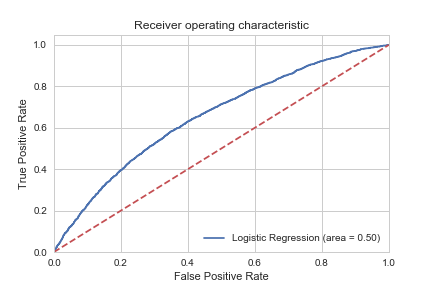 Receiver operating characteristic
1.0
0.8
0.6
0.4
0.2
0.0
True Positive Rate
Logistic Regression (area = 0.50)
0.0 0.2 0.4 0.6 0.8 1.0
False Positive Rate